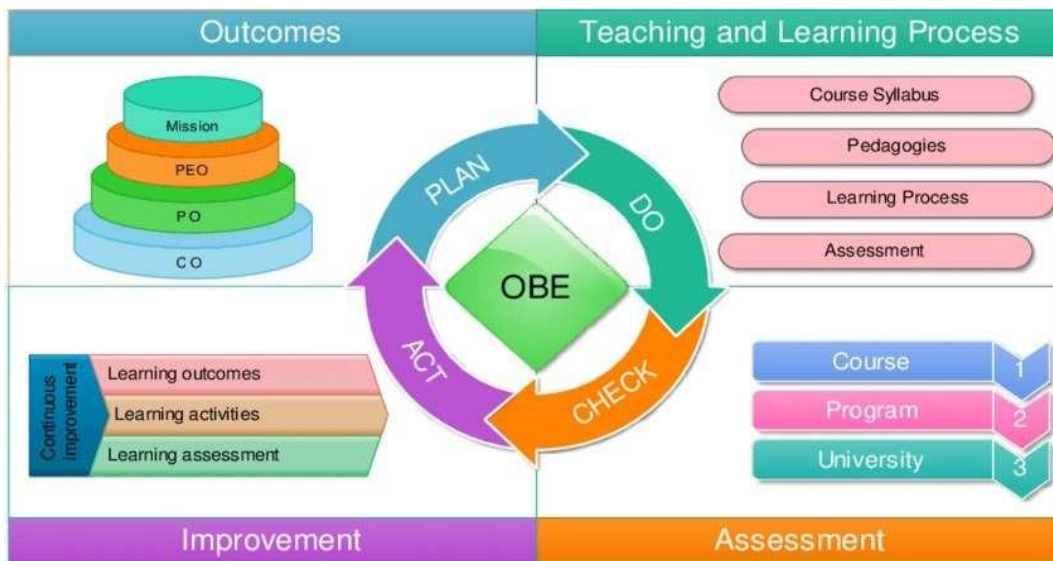 Outcomes
Teaching and Learning Process
Mission
PEO
PO
CO
Course Syllabus
Pedagogies
Learning Process
Assessment
PLAN
DO
CHECK
ACT
OBE
Continuous
improvement
Learning outcomes
Learning activities
Learning assessment
Course 1
Program 2
University 3
Improvement
Assessment